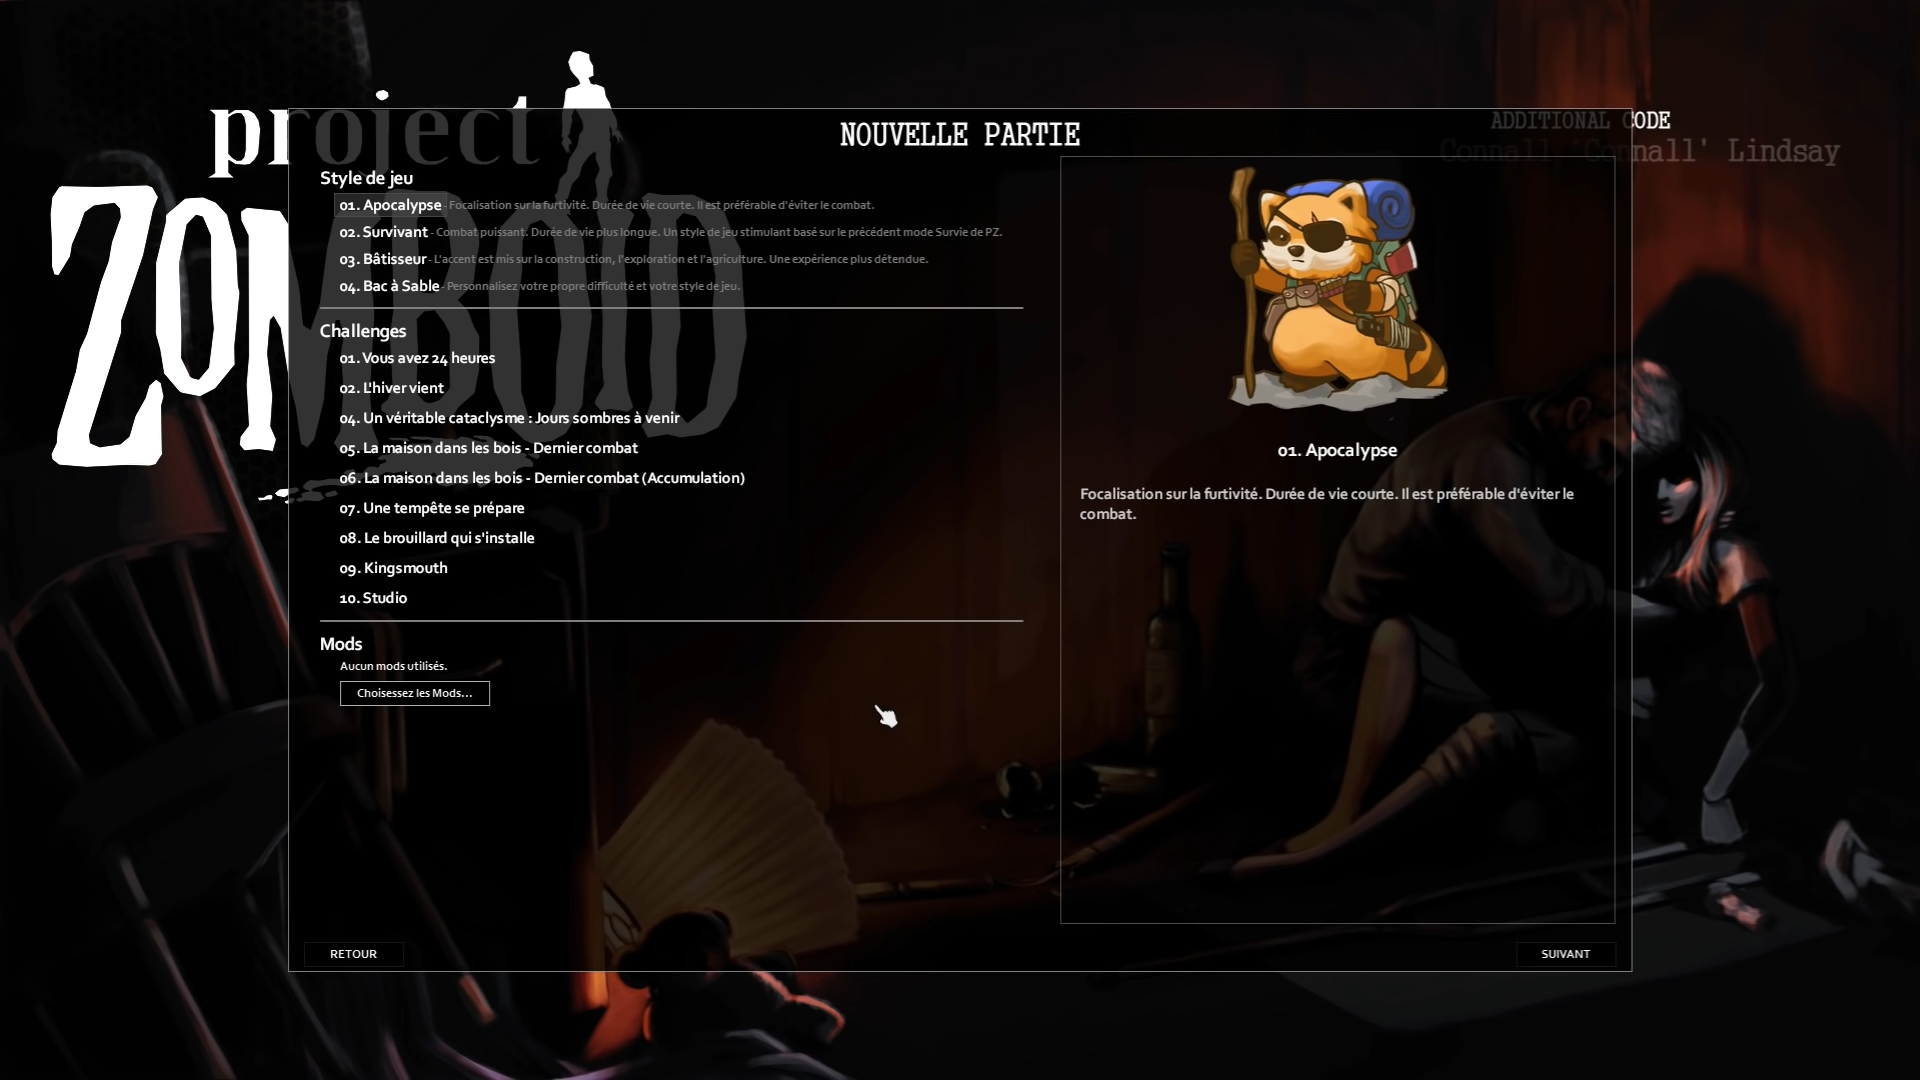 project
ZOMBOID
ADDITIONAL CODE
Connall 'Connall' Lindsay
NOUVELLE PARTIE
Style de jeu
01. Apocalypse - Focalisation sur la furtivité. Durée de vie courte. Il est préférable d'éviter le combat.
02. Survivant - Combat puissant. Durée de vie plus longue. Un style de jeu stimulant basé sur le précédent mode Survie de PZ.
03. Bâtisseur - L'accent est mis sur la construction, l'exploration et l'agriculture. Une expérience plus détendue.
04. Bac à Sable - Personnalisez votre propre difficulté et votre style de jeu.
Challenges
01. Vous avez 24 heures
02. L'hiver vient
04. Un véritable cataclysme : Jours sombres à venir
05. La maison dans les bois - Dernier combat
06. La maison dans les bois - Dernier combat (Accumulation)
07. Une tempête se prépare
08. Le brouillard qui s'installe
09. Kingsmouth
10. Studio
Mods
Aucun mods utilisés.
Choisessez les Mods...
01. Apocalypse
Focalisation sur la furtivité. Durée de vie courte. Il est préférable d'éviter le
combat.
RETOUR
SUIVANT